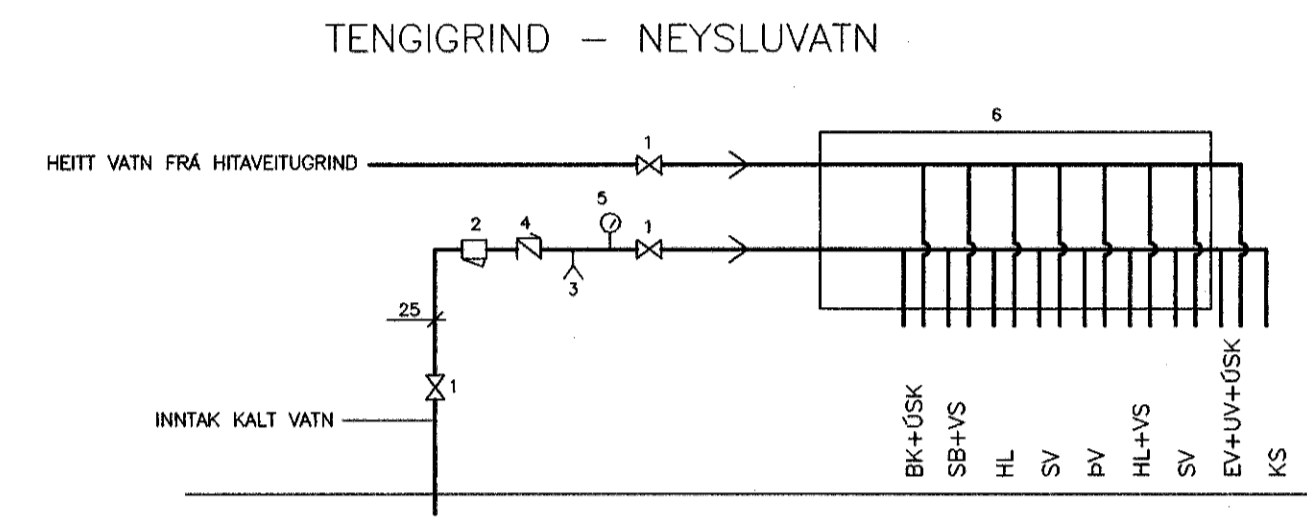 TENGIGRIND – NEYSLUVATN
6
HEITT VATN FRÁ HITAVEITUGRIND
1
2
4
5
1
3
25
1
INNTAK KALT VATN
BK+ÚSK
SB+VS
HL
SV
ÞV
HL+VS
SV
EV+UV+ÚSK
KS